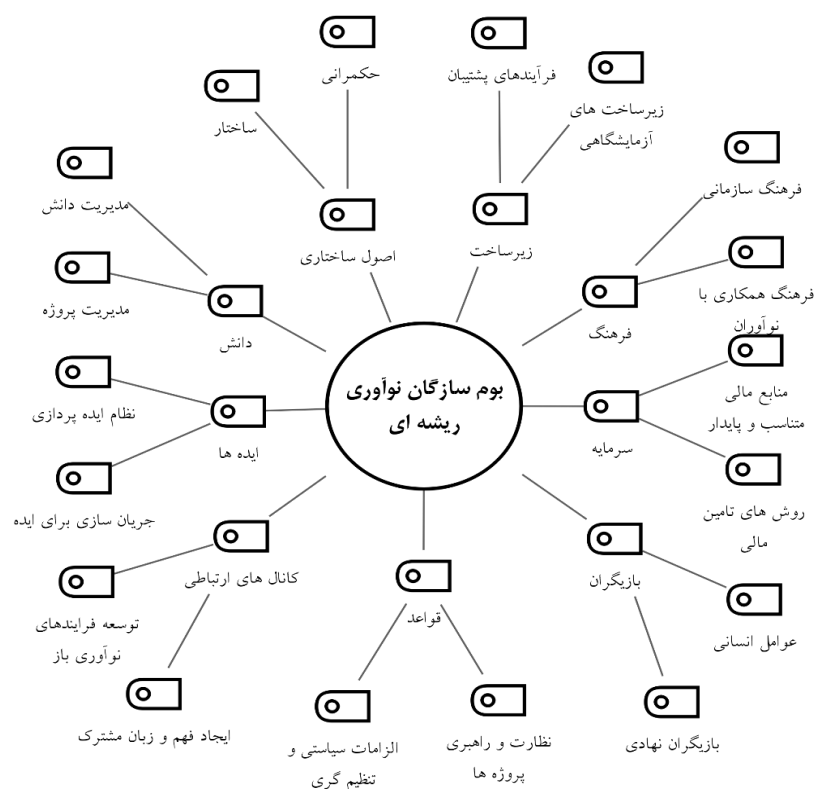 حکمرانی
فرآیندهای پشتیبان
زیرساخت های
آزمایشگاهی
ساختار
فرهنگ سازمانی
مدیریت دانش
اصول ساختاری
زیرساخت
فرهنگ همکاری با
نوآوران
مدیریت پروژه
دانش
فرهنگ
بوم سازگان نوآوری
ریشه ای
منابع مالی
متناسب و پایدار
نظام ایده پردازی
ایده ها
سرمایه
جریان سازی برای ایده
روش های تامین
مالی
کانال های ارتباطی
بازیگران
قواعد
توسعه فرایندهای
نوآوری باز
عوامل انسانی
ایجاد فهم و زبان مشترک
الزامات سیاستی و
تنظیم گری
نظارت و راهبری
پروژه ها
بازیگران نهادی